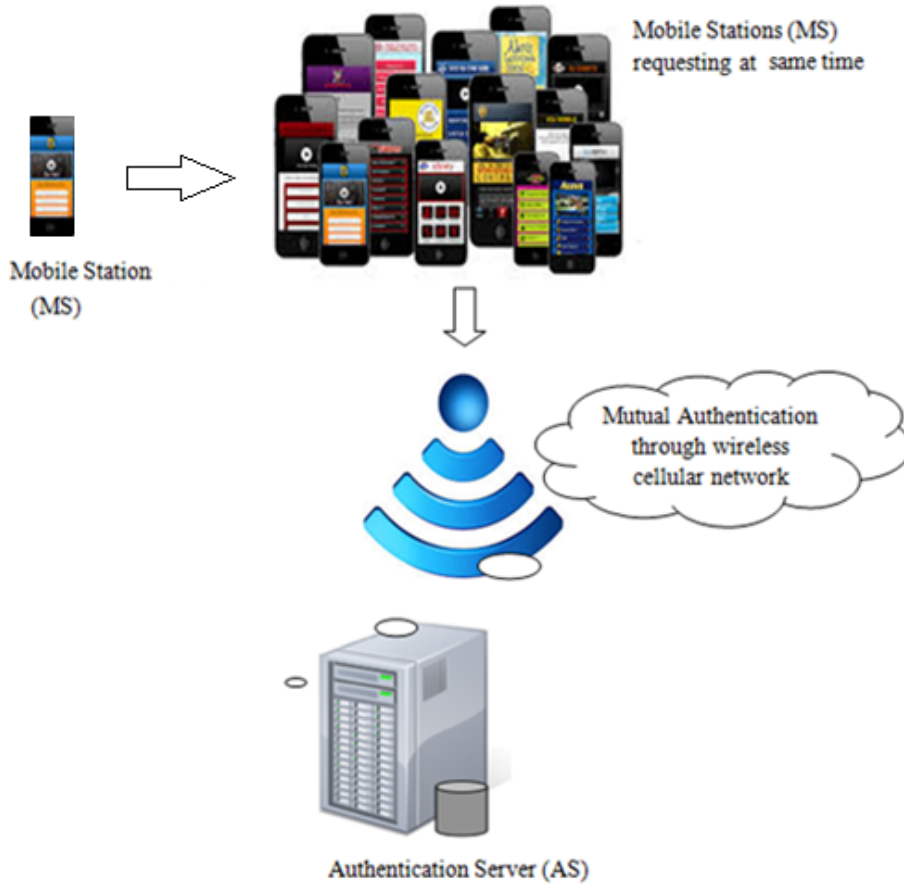 Mobile Stations (MS)
requesting at same time
Mobile Station
(MS)
Mutual Authentication
through wireless
cellular network
Authentication Server (AS)